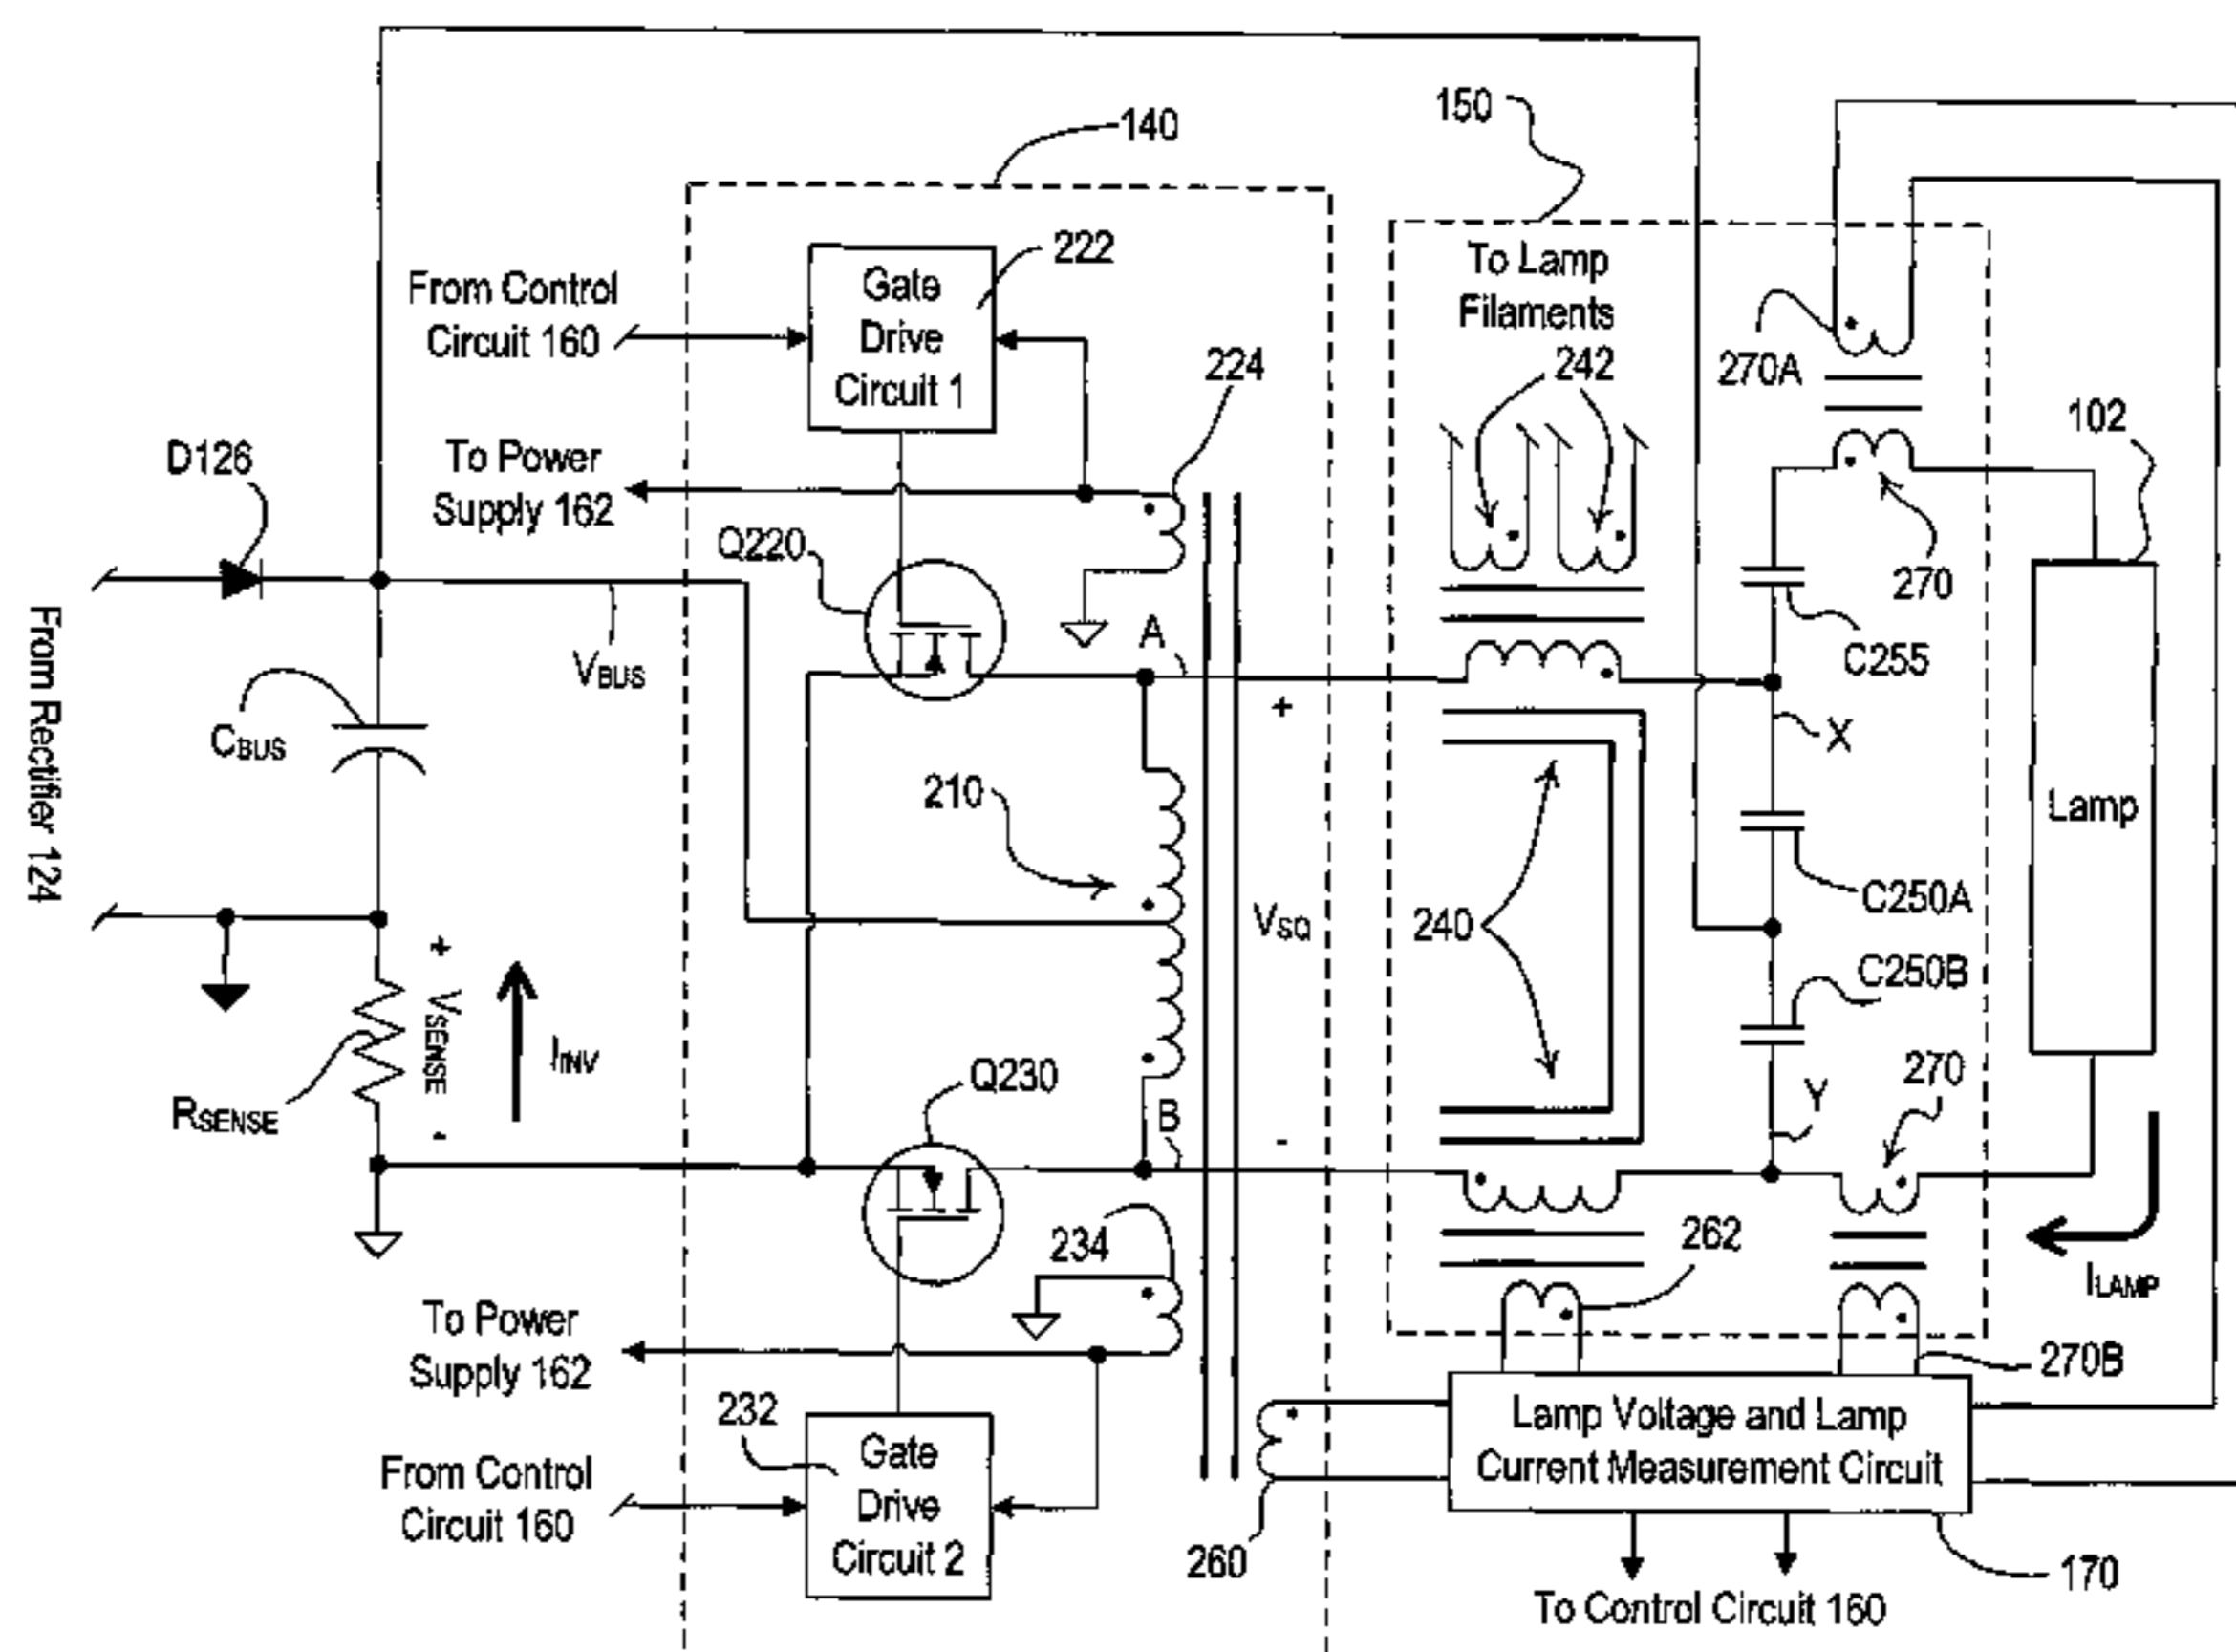 140
150
From Control
Circuit 160
Gate
Drive
Circuit 1
222
To Lamp
Filaments
242
270A
102
224
D126
To Power
Supply 162
Q220
270
C255
From Rectifier 124
VBUS
A
+
X
CBUS
210
VSQ
240
Lamp
C250A
C250B
+
VSENSE
-
IINV
RSENSE
Q230
B
-
Y
270
234
262
ILAMP
To Power
Supply 162
270B
232
Gate
Drive
Circuit 2
From Control
Circuit 160
260
Lamp Voltage and Lamp
Current Measurement Circuit
170
To Control Circuit 160